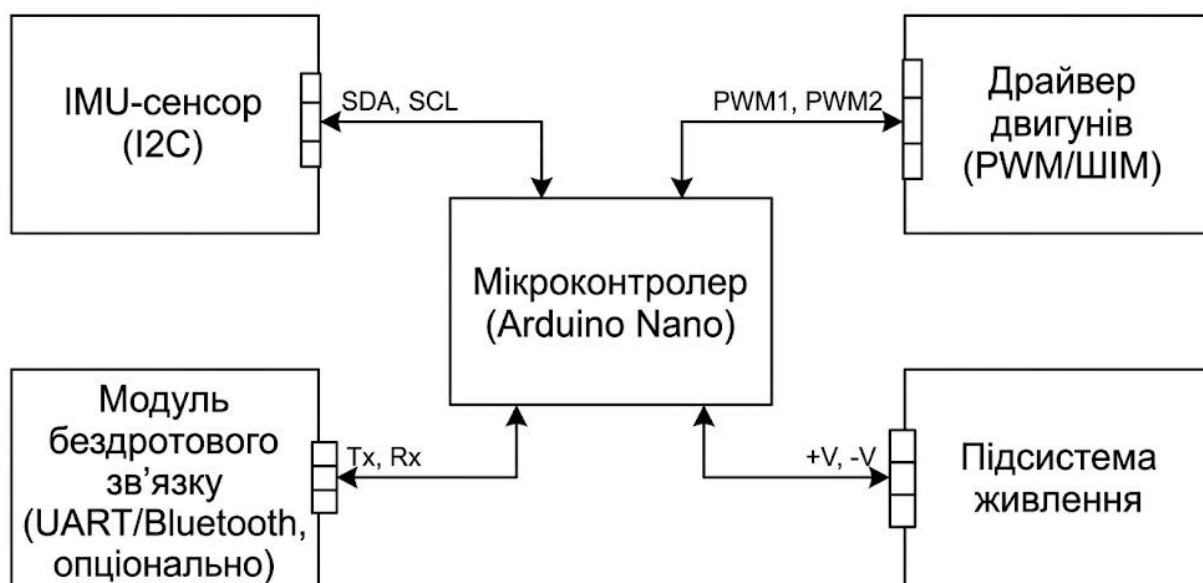 IMU-сенсор
(I2C)
SDA, SCL
PWM1, PWM2
Драйвер
двигунів
(PWM/ШІМ)
Мікроконтролер
(Arduino Nano)
Модуль
бездротового
зв’язку
(UART/Bluetooth,
опціонально)
Tx, Rx
+V, -V
Підсистема
живлення